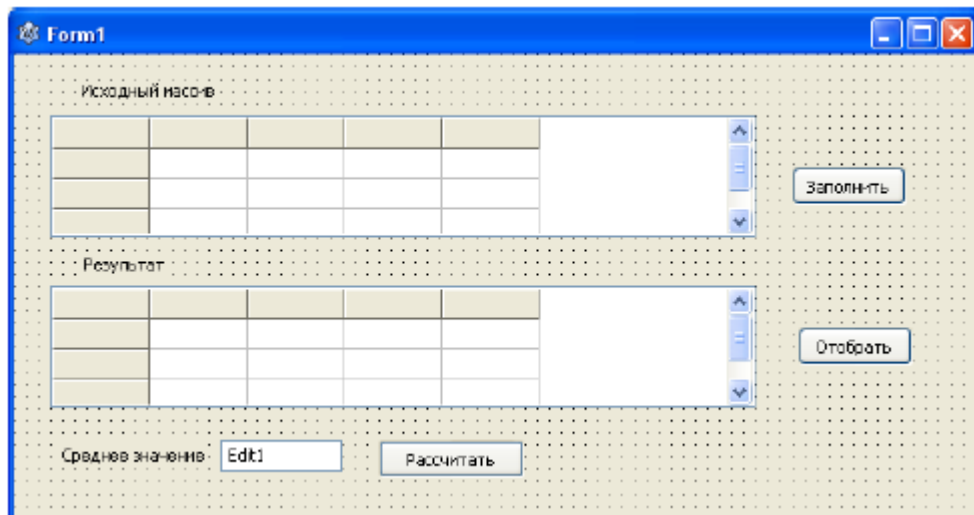 Form1
Исходный массив
Заполнить
Результат
Отобрать
Среднее значение
Edit1
Рассчитать